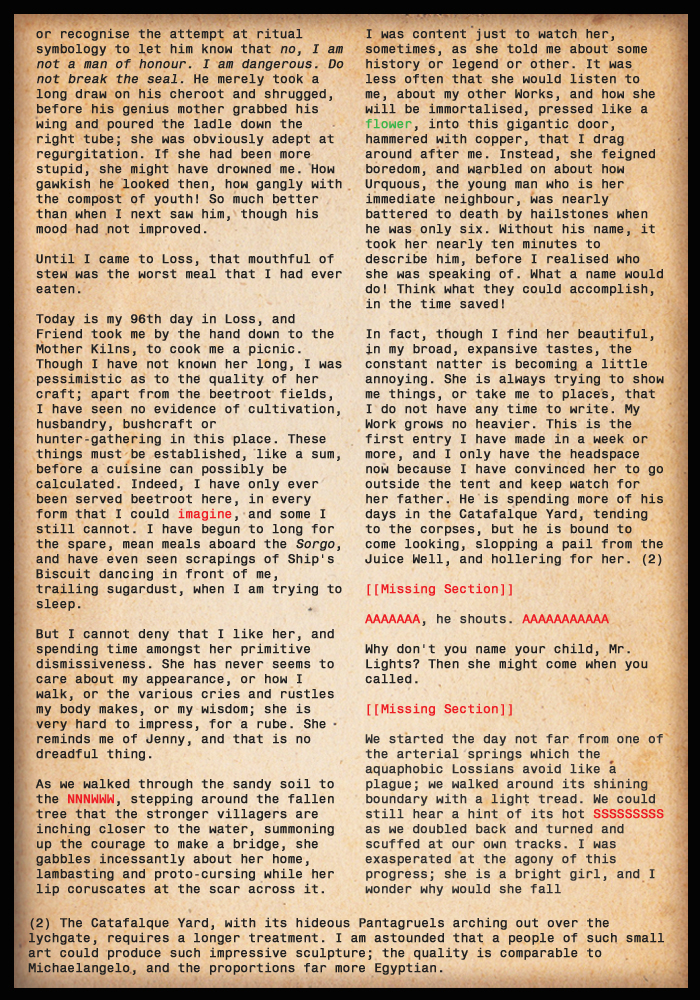 or recognise the attempt at ritual
symbology to let him know that no, I am
not a man of honour. I am dangerous. Do
not break the seal. He merely took a
long draw on his cheroot and shrugged,
before his genius mother grabbed his
wing and poured the ladle down the
right tube; she was obviously adept at
regurgitation. If she had been more
stupid, she might have drowned me. How
gawkish he looked then, how gangly with
the compost of youth! So much better
than when I next saw him, though his
mood had not improved.
Until I came to Loss, that mouthful of
stew was the worst meal that I had ever
eaten.
Today is my 96th day in Loss, and
Friend took me by the hand down to the
Mother Kilns, to cook me a picnic.
Though I have not known her long, I was
pessimistic as to the quality of her
craft; apart from the beetroot fields,
I have seen no evidence of cultivation,
husbandry, bushcraft or
hunter-gathering in this place. These
things must be established, like a sum,
before a cuisine can possibly be
calculated. Indeed, I have only ever
been served beetroot here, in every
form that I could imagine, and some I
still cannot. I have begun to long for
the spare, mean meals aboard the Sorgo,
and have even seen scrapings of Ship's
Biscuit dancing in front of me,
trailing sugardust, when I am trying to
sleep.
But I cannot deny that I like her, and
spending time amongst her primitive
dismissiveness. She has never seems to
care about my appearance, or how I
walk, or the various cries and rustles
my body makes, or my wisdom; she is
very hard to impress, for a rube. She
reminds me of Jenny, and that is no
dreadful thing.
As we walked through the sandy soil to
the NNNWWW, stepping around the fallen
tree that the stronger villagers are
inching closer to the water, summoning
up the courage to make a bridge, she
gabbles incessantly about her home,
lambasting and proto-cursing while her
lip coruscates at the scar across it.
I was content just to watch her,
sometimes, as she told me about some
history or legend or other. It was
less often that she would listen to
me, about my other Works, and how she
will be immortalised, pressed like a
flower, into this gigantic door,
hammered with copper, that I drag
around after me. Instead, she feigned
boredom, and warbled on about how
Urquous, the young man who is her
immediate neighbour, was nearly
battered to death by hailstones when
he was only six. Without his name, it
took her nearly ten minutes to
describe him, before I realised who
she was speaking of. What a name would
do! Think what they could accomplish,
in the time saved!
In fact, though I find her beautiful,
in my broad, expansive tastes, the
constant natter is becoming a little
annoying. She is always trying to show
me things, or take me to places, that
I do not have any time to write. My
Work grows no heavier. This is the
first entry I have made in a week or
more, and I only have the headspace
now because I have convinced her to go
outside the tent and keep watch for
her father. He is spending more of his
days in the Catafalque Yard, tending
to the corpses, but he is bound to
come looking, slopping a pail from the
Juice Well, and hollering for her. (2)
[[Missing Section]]
AAAAAAA, he shouts. AAAAAAAAAAA
Why don't you name your child, Mr.
Lights? Then she might come when you
called.
[[Missing Section]]
We started the day not far from one of
the arterial springs which the
aquaphobic Lossians avoid like a
plague; we walked around its shining
boundary with a light tread. We could
still hear a hint of its hot SSSSSSSSS
as we doubled back and turned and
scuffed at our own tracks. I was
exasperated at the agony of this
progress; she is a bright girl, and I
wonder why would she fall
(2) The Catafalque Yard, with its hideous Pantagruels arching out over the
lychgate, requires a longer treatment. I am astounded that a people of such small
art could produce such impressive sculpture; the quality is comparable to
Michaelangelo, and the proportions far more Egyptian.